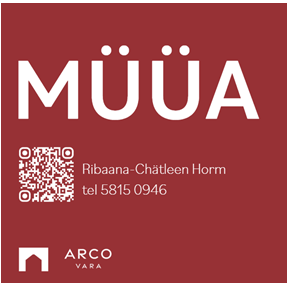 MÜÜA
Ribaana-Chätleen Horm
tel 5815 0946
ARCO
VARA